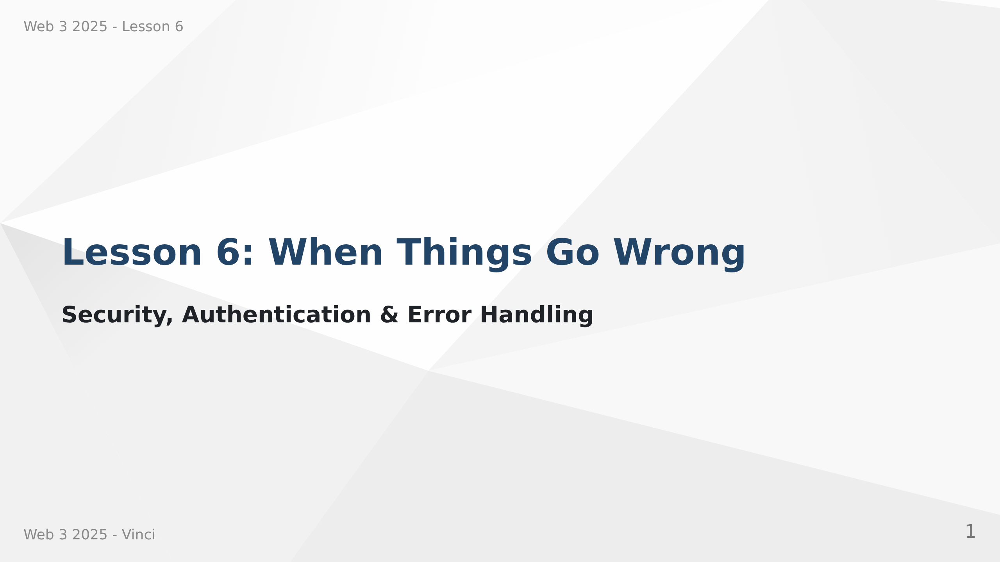 Web 3 2025 - Lesson 6
Lesson 6: When Things Go Wrong
Security, Authentication & Error Handling
Web 3 2025 - Vinci
1